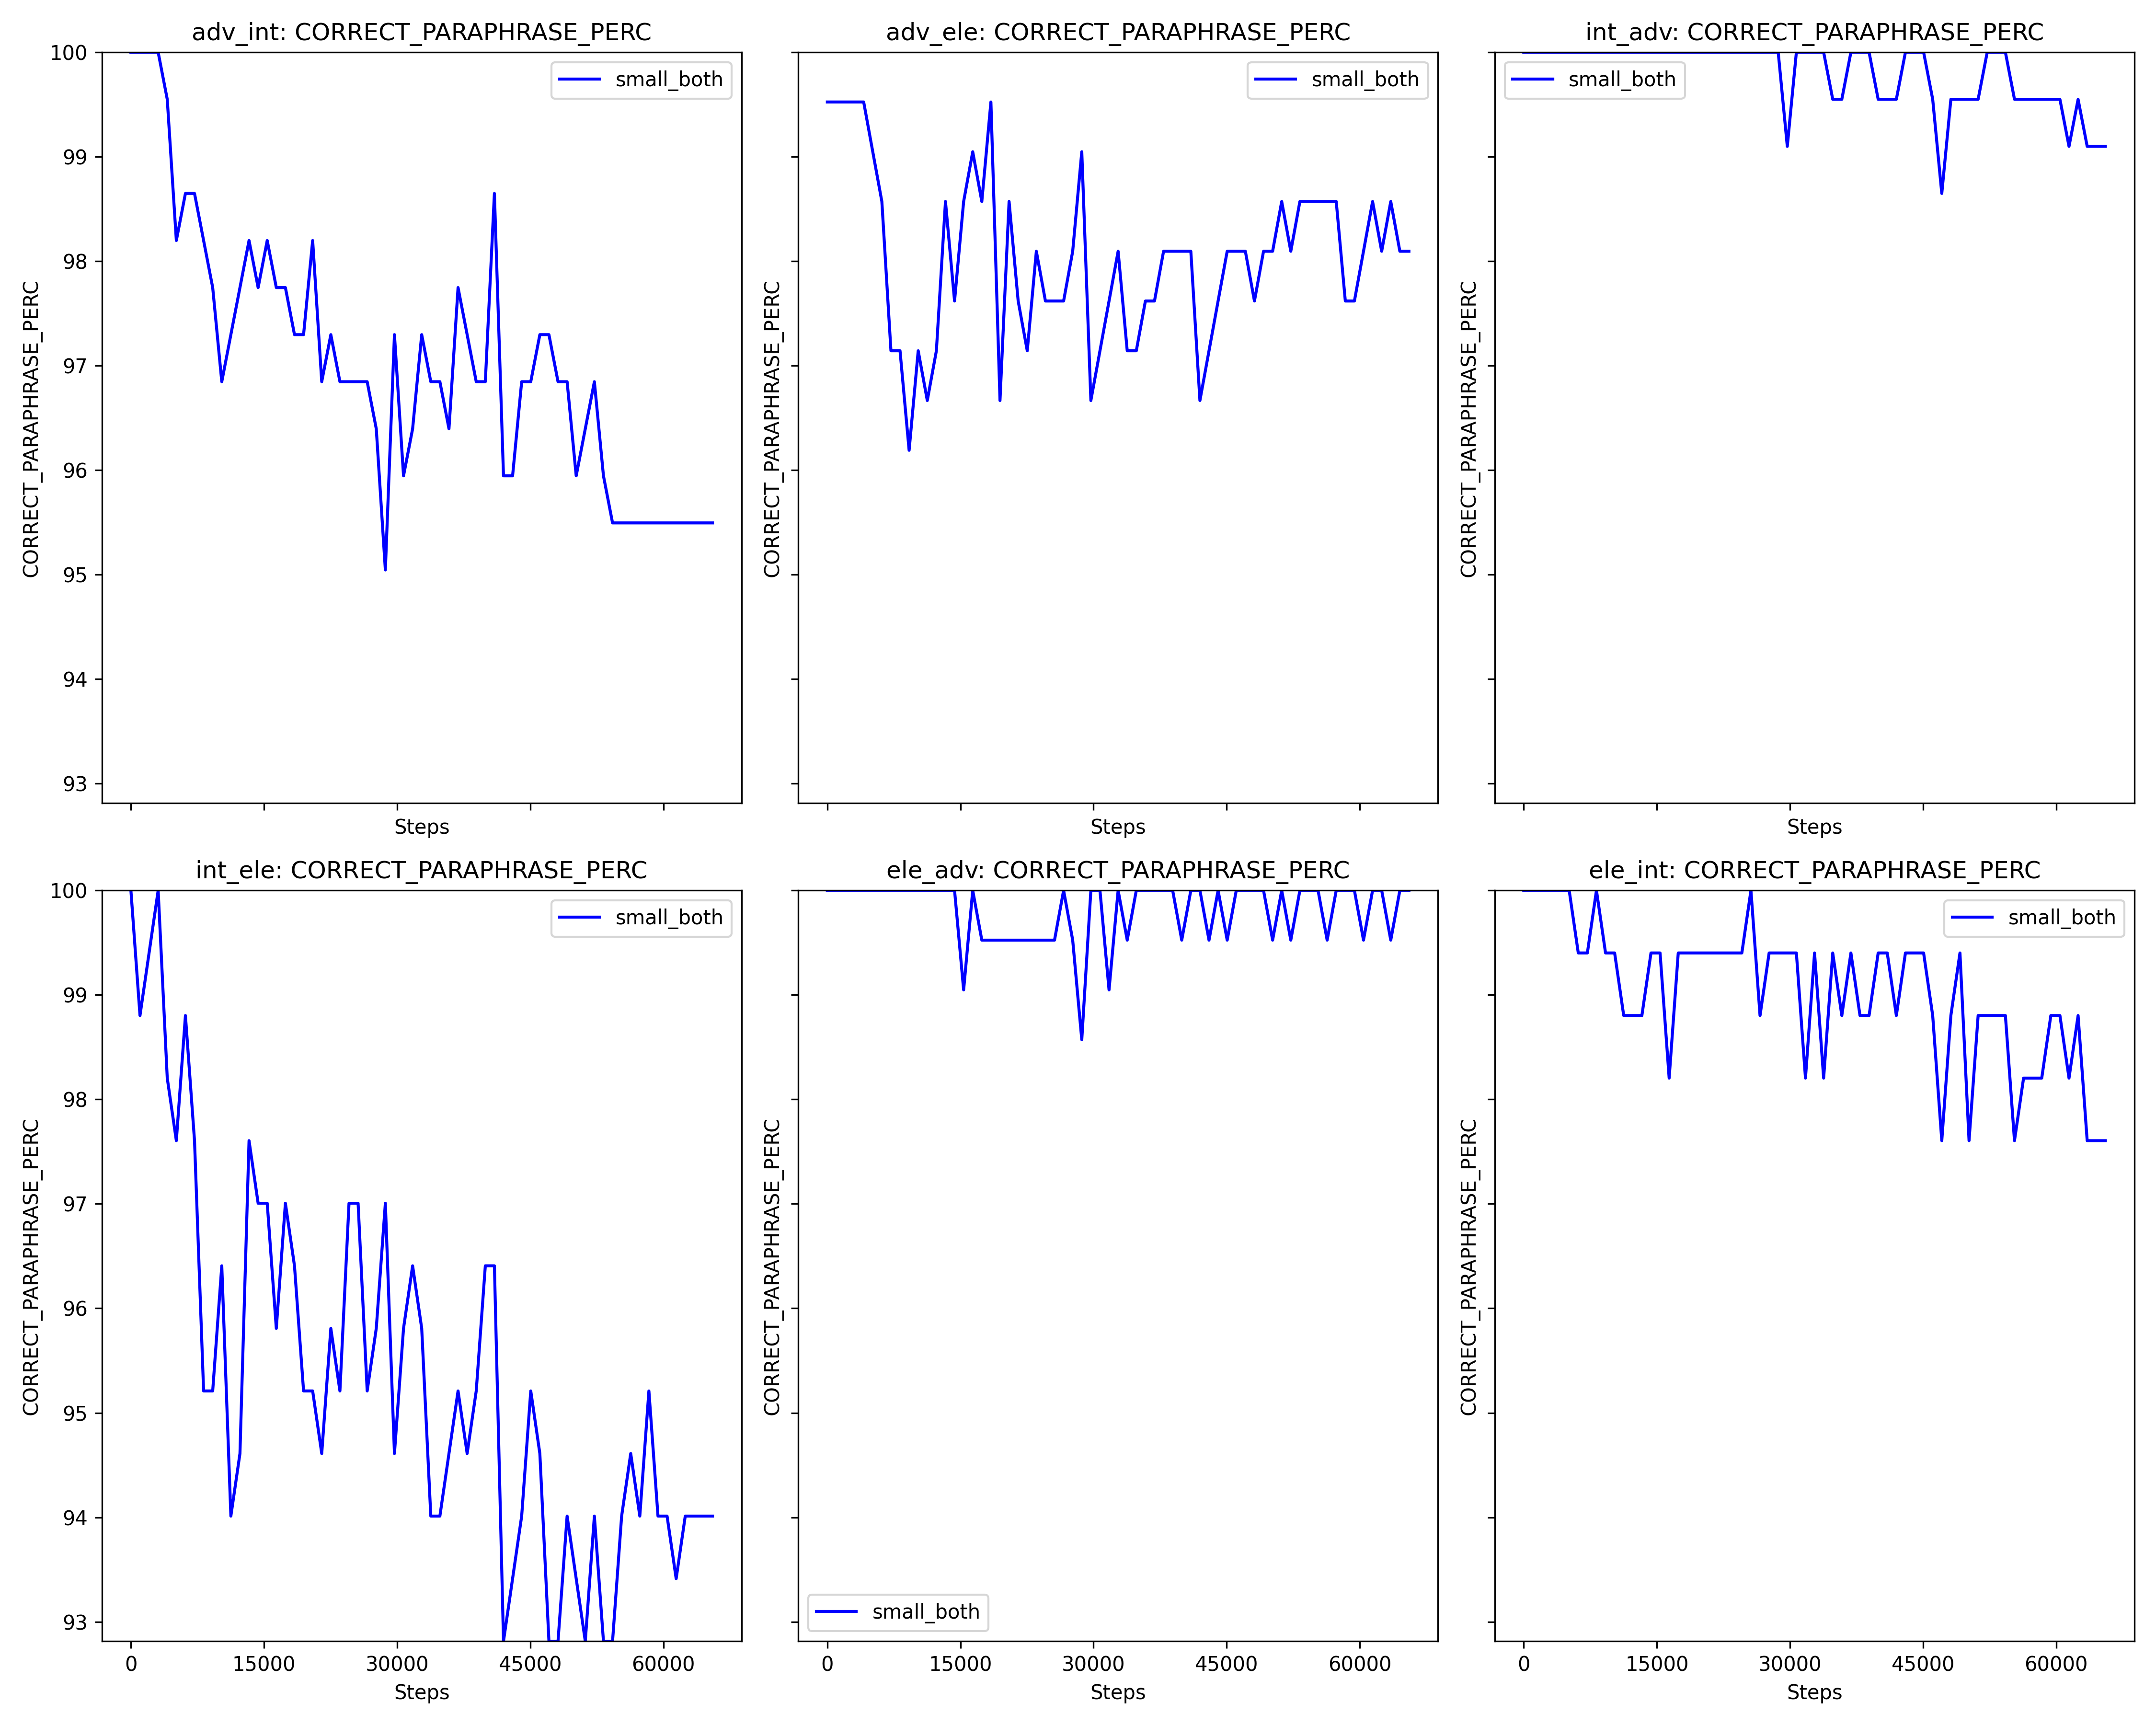 adv_int: CORRECT_PARAPHRASE_PERC
adv_ele: CORRECT_PARAPHRASE_PERC
int_adv: CORRECT_PARAPHRASE_PERC
CORRECT_PARAPHRASE_PERC
100
99
98
97
96
95
94
93
small_both
Steps
CORRECT_PARAPHRASE_PERC
small_both
Steps
CORRECT_PARAPHRASE_PERC
small_both
Steps
int_ele: CORRECT_PARAPHRASE_PERC
ele_adv: CORRECT_PARAPHRASE_PERC
ele_int: CORRECT_PARAPHRASE_PERC
CORRECT_PARAPHRASE_PERC
100
99
98
97
96
95
94
93
small_both
0 15000 30000 45000 60000
Steps
CORRECT_PARAPHRASE_PERC
small_both
0 15000 30000 45000 60000
Steps
CORRECT_PARAPHRASE_PERC
small_both
0 15000 30000 45000 60000
Steps